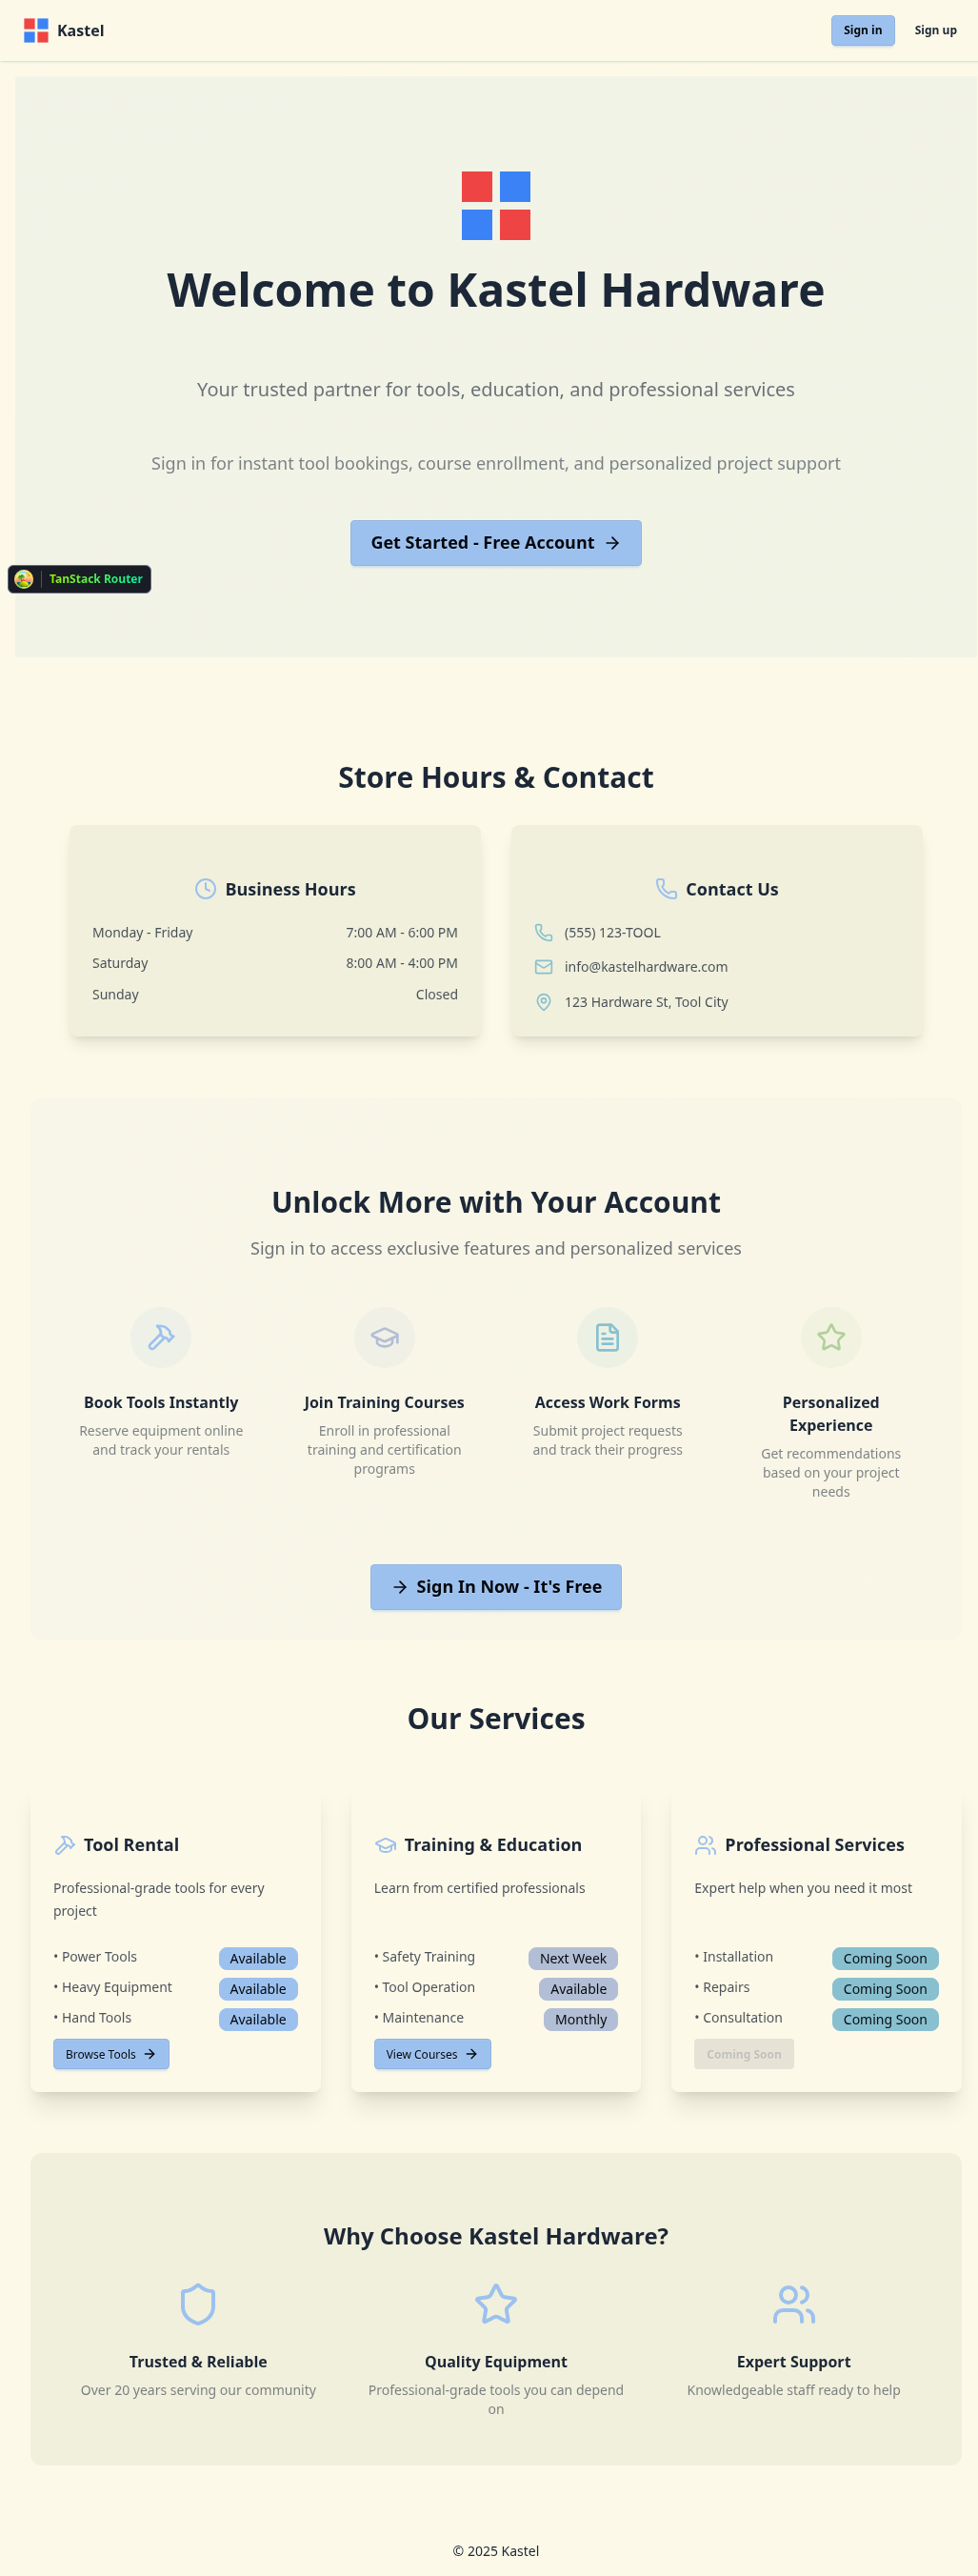 Kastel
Sign in
Sign up
Welcome to Kastel Hardware
Your trusted partner for tools, education, and professional services
Sign in for instant tool bookings, course enrollment, and personalized project support
Get Started - Free Account
TanStack Router
Store Hours & Contact
Business Hours
Monday - Friday 7:00 AM - 6:00 PM
Saturday 8:00 AM - 4:00 PM
Sunday Closed
Contact Us
(555) 123-TOOL
info@kastelhardware.com
123 Hardware St, Tool City
Unlock More with Your Account
Sign in to access exclusive features and personalized services
Book Tools Instantly
Reserve equipment online
and track your rentals
Join Training Courses
Enroll in professional
training and certification
programs
Access Work Forms
Submit project requests
and track their progress
Personalized
Experience
Get recommendations
based on your project
needs
Sign In Now - It's Free
Our Services
Tool Rental
Professional-grade tools for every
project
• Power Tools Available
• Heavy Equipment Available
• Hand Tools Available
Browse Tools
Training & Education
Learn from certified professionals
• Safety Training Next Week
• Tool Operation Available
• Maintenance Monthly
View Courses
Professional Services
Expert help when you need it most
• Installation Coming Soon
• Repairs Coming Soon
• Consultation Coming Soon
Coming Soon
Why Choose Kastel Hardware?
Trusted & Reliable
Over 20 years serving our community
Quality Equipment
Professional-grade tools you can depend
on
Expert Support
Knowledgeable staff ready to help
© 2025 Kastel